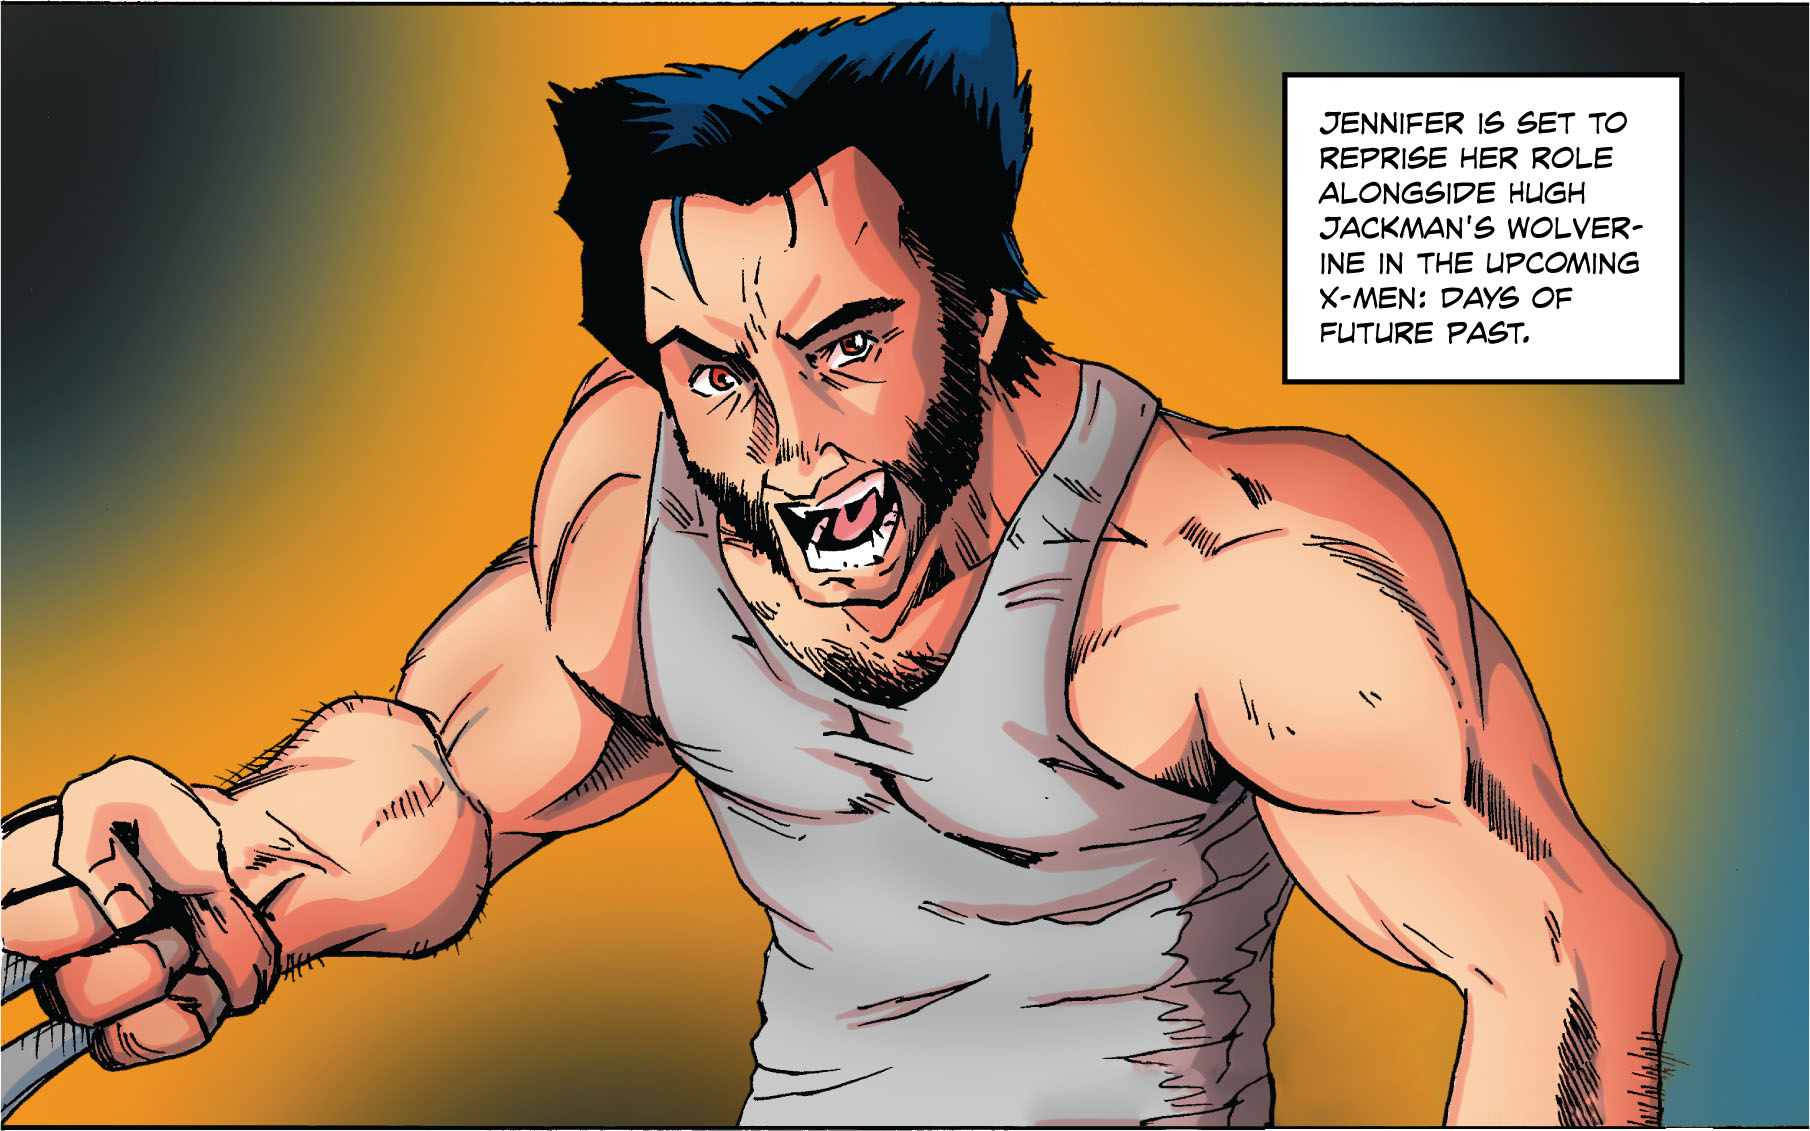 JENNIFER IS SET TO
REPRISE HER ROLE
ALONGSIDE HUGH
JACKMAN'S WOLVER-
INE IN THE UPCOMING
X-MEN: DAYS OF
FUTURE PAST.